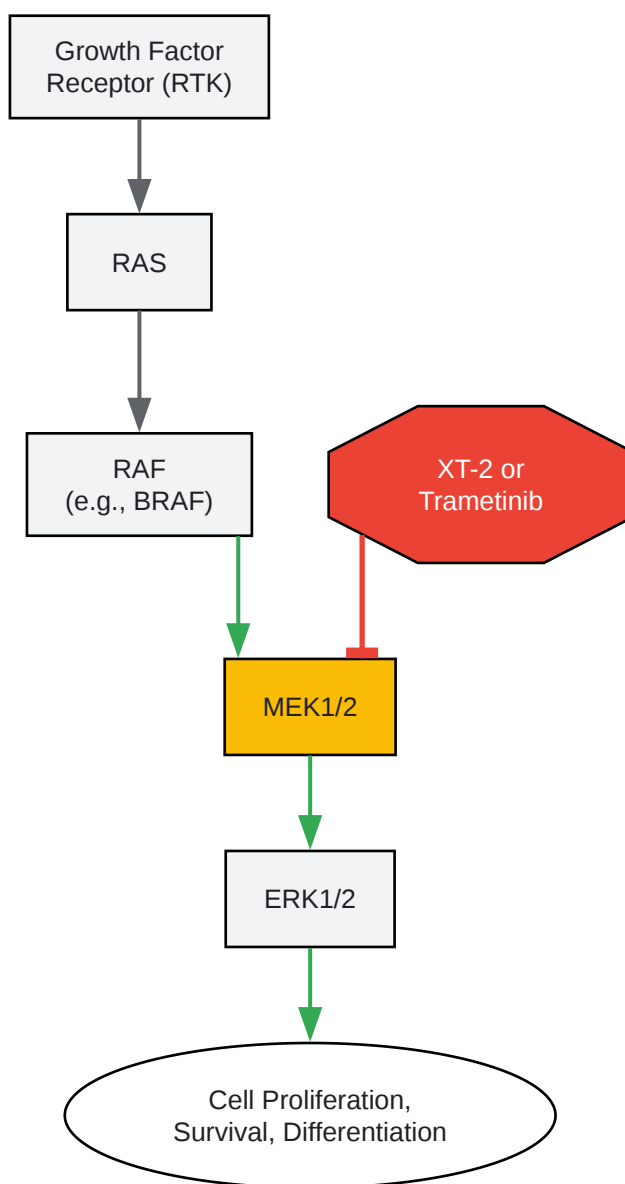 Growth Factor
Receptor (RTK)
RAS
RAF
(e.g., BRAF)
XT-2 or
Trametinib
MEK1/2
ERK1/2
Cell Proliferation,
Survival, Differentiation